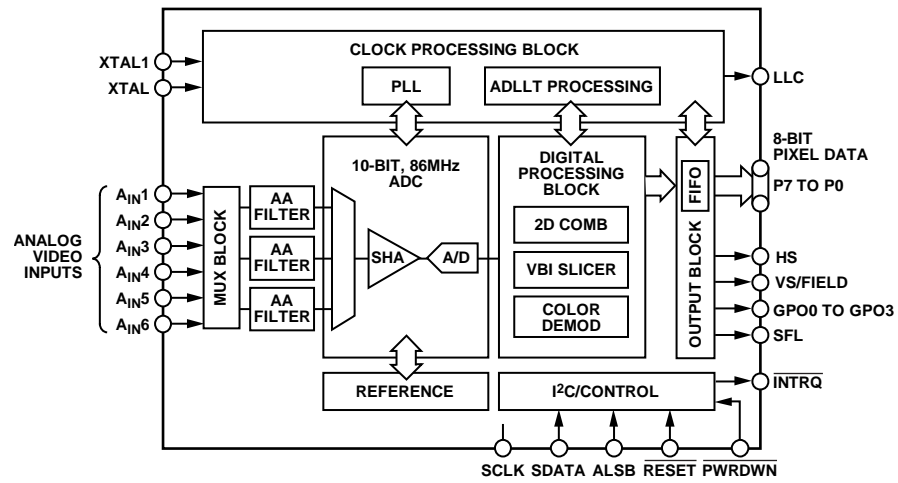 CLOCK PROCESSING BLOCK
XTAL1
XTAL
PLL
ADLLT PROCESSING
LLC
8-BIT
PIXEL DATA
P7 TO P0
10-BIT, 86MHz
ADC
DIGITAL
PROCESSING
BLOCK
FIFO
OUTPUT BLOCK
ANALOG
VIDEO
INPUTS
AIN1
AIN2
AIN3
AIN4
AIN5
AIN6
MUX BLOCK
AA
FILTER
AA
FILTER
AA
FILTER
SHA
A/D
2D COMB
VBI SLICER
COLOR
DEMOD
HS
VS/FIELD
GPO0 TO GPO3
SFL
REFERENCE
I2C/CONTROL
INTRQ
SCLK SDATA ALSB RESET PWRDWN